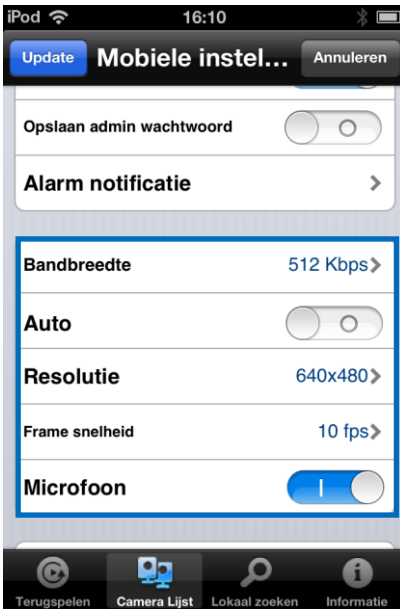 iPod 16:10
Update Mobiele instel... Annuleren
Opslaan admin wachtwoord
Alarm notificatie
Bandbreedte 512 Kbps
Auto
Resolutie 640x480
Frame snelheid 10 fps
Microfoon
Terugspelen Camera Lijst Lokaal zoeken Informatie